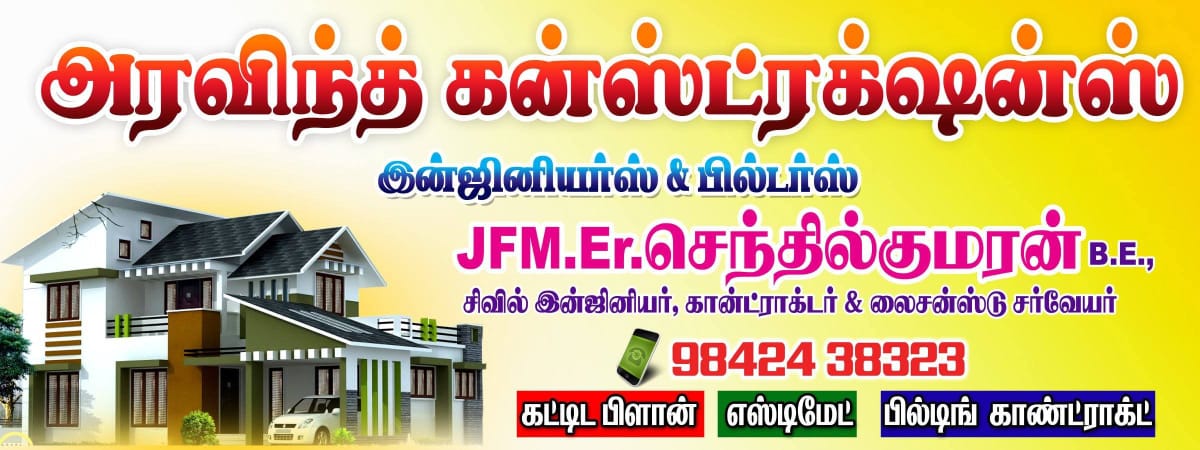 அரவிந்த் கன்ஸ்ட்ரக்ஷன்ஸ்
இன்ஜினியர்ஸ் & பில்டர்ஸ்
JFM.Er.செந்தில்குமரன் B.E.,
சிவில் இன்ஜினியர், கான்ட்ராக்டர் & லைசன்ஸ்டு சர்வேயர்
98424 38323
கட்டிட பிளான் எஸ்டிமேட் பில்டிங் காண்ட்ராக்ட்